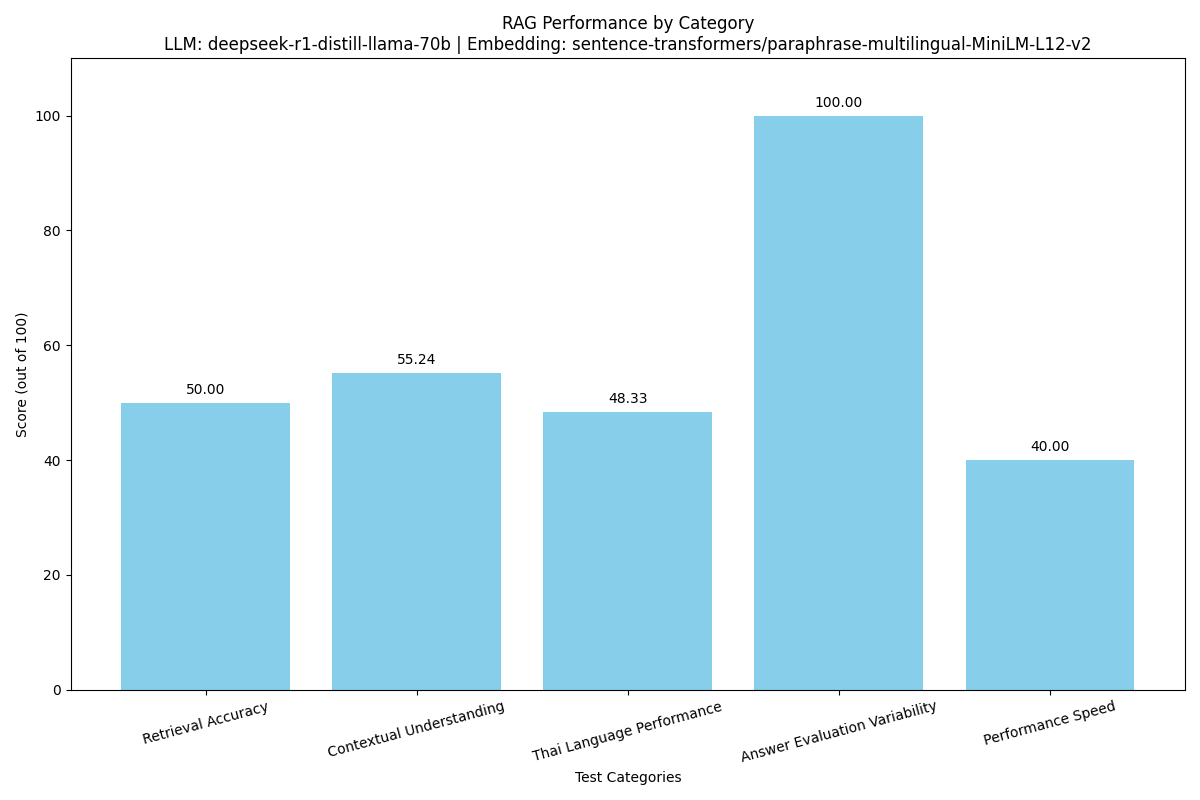 RAG Performance by Category
LLM: deepseek-r1-distill-llama-70b | Embedding: sentence-transformers/paraphrase-multilingual-MiniLM-L12-v2
Score (out of 100)
100
80
60
40
20
0
50.00
55.24
48.33
100.00
40.00
Retrieval Accuracy
Contextual Understanding
Thai Language Performance
Answer Evaluation Variability
Performance Speed
Test Categories